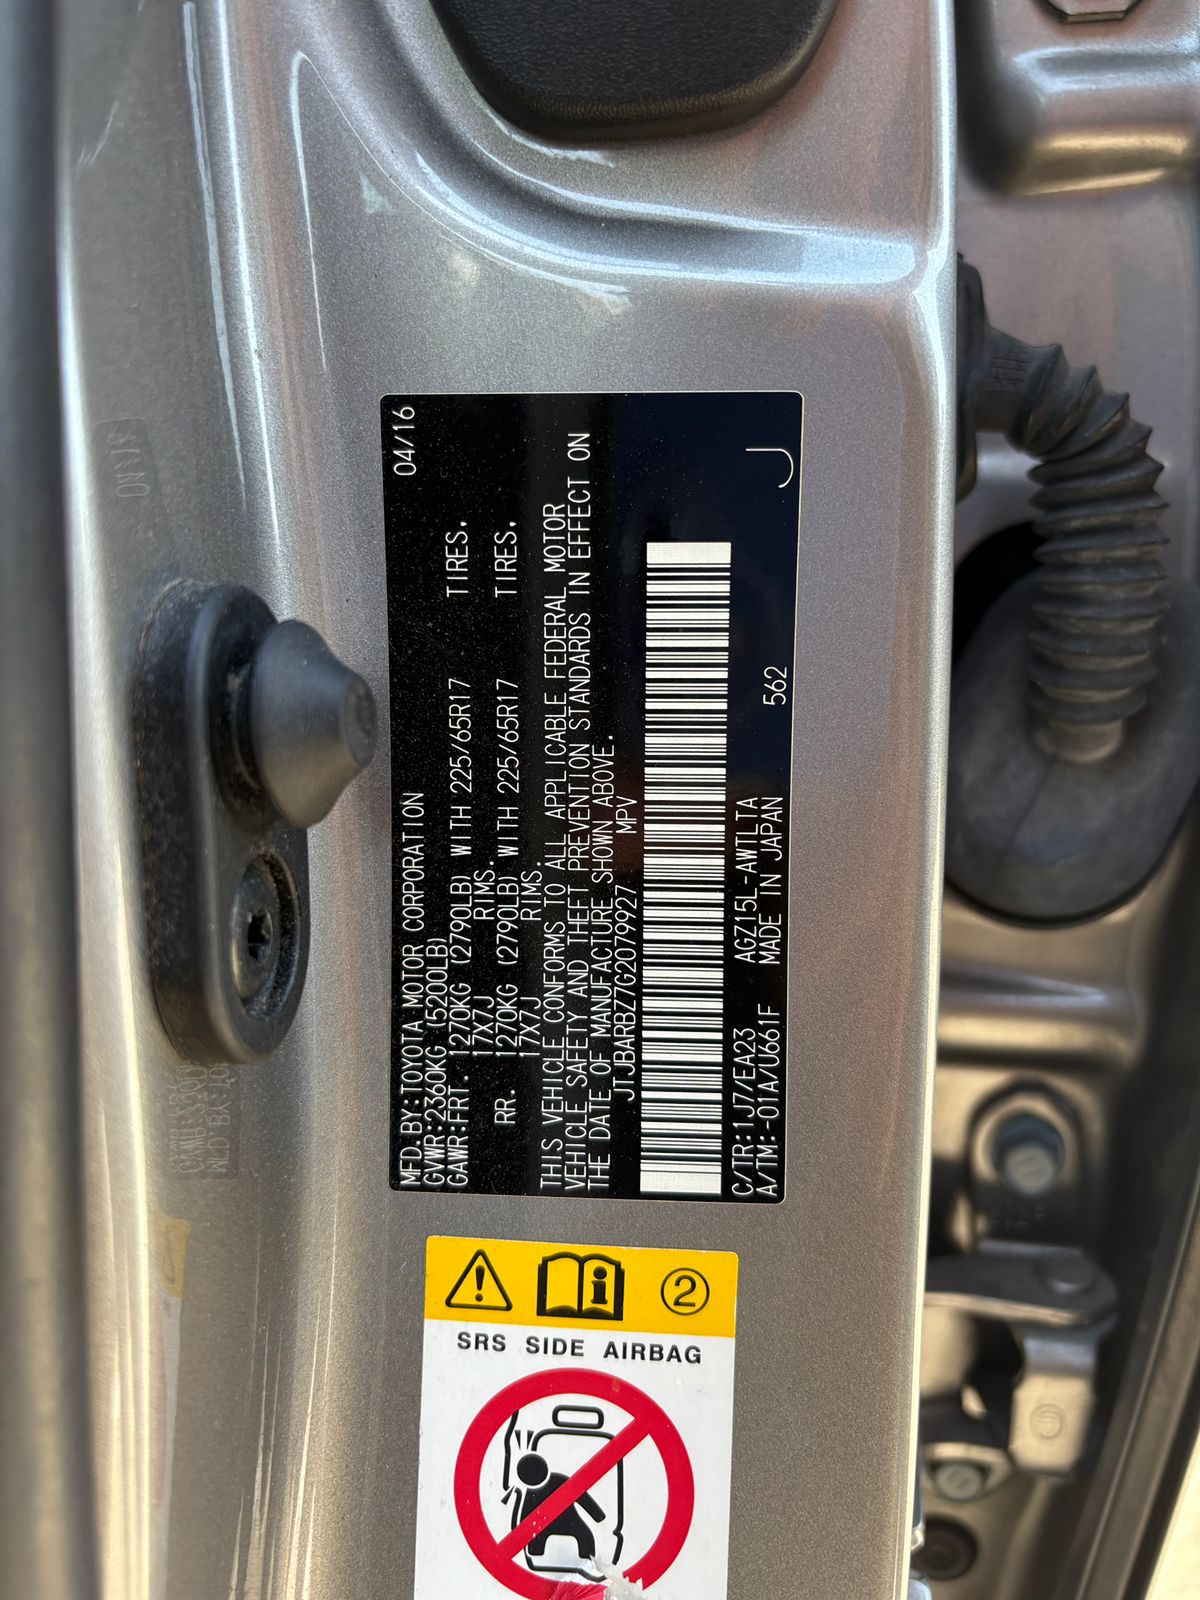 MFD. BY:TOYOTA MOTOR CORPORATION 04/16
GVWR:2360KG (5200LB)
GAWR:FRT. 1270KG (2790LB) WITH 225/65R17 TIRES.
17X7J RIMS.
RR. 1270KG (2790LB) WITH 225/65R17 TIRES.
17X7J RIMS.
THIS VEHICLE CONFORMS TO ALL APPLICABLE FEDERAL MOTOR
VEHICLE SAFETY AND THEFT PREVENTION STANDARDS IN EFFECT ON
THE DATE OF MANUFACTURE SHOWN ABOVE.
JTJBARBZ7G2079927 MPV
C/TR:1J7/EA23 AGZ15L-AWTLTA
A/TM:-01A/U661F MADE IN JAPAN 562
J
2
SRS SIDE AIRBAG